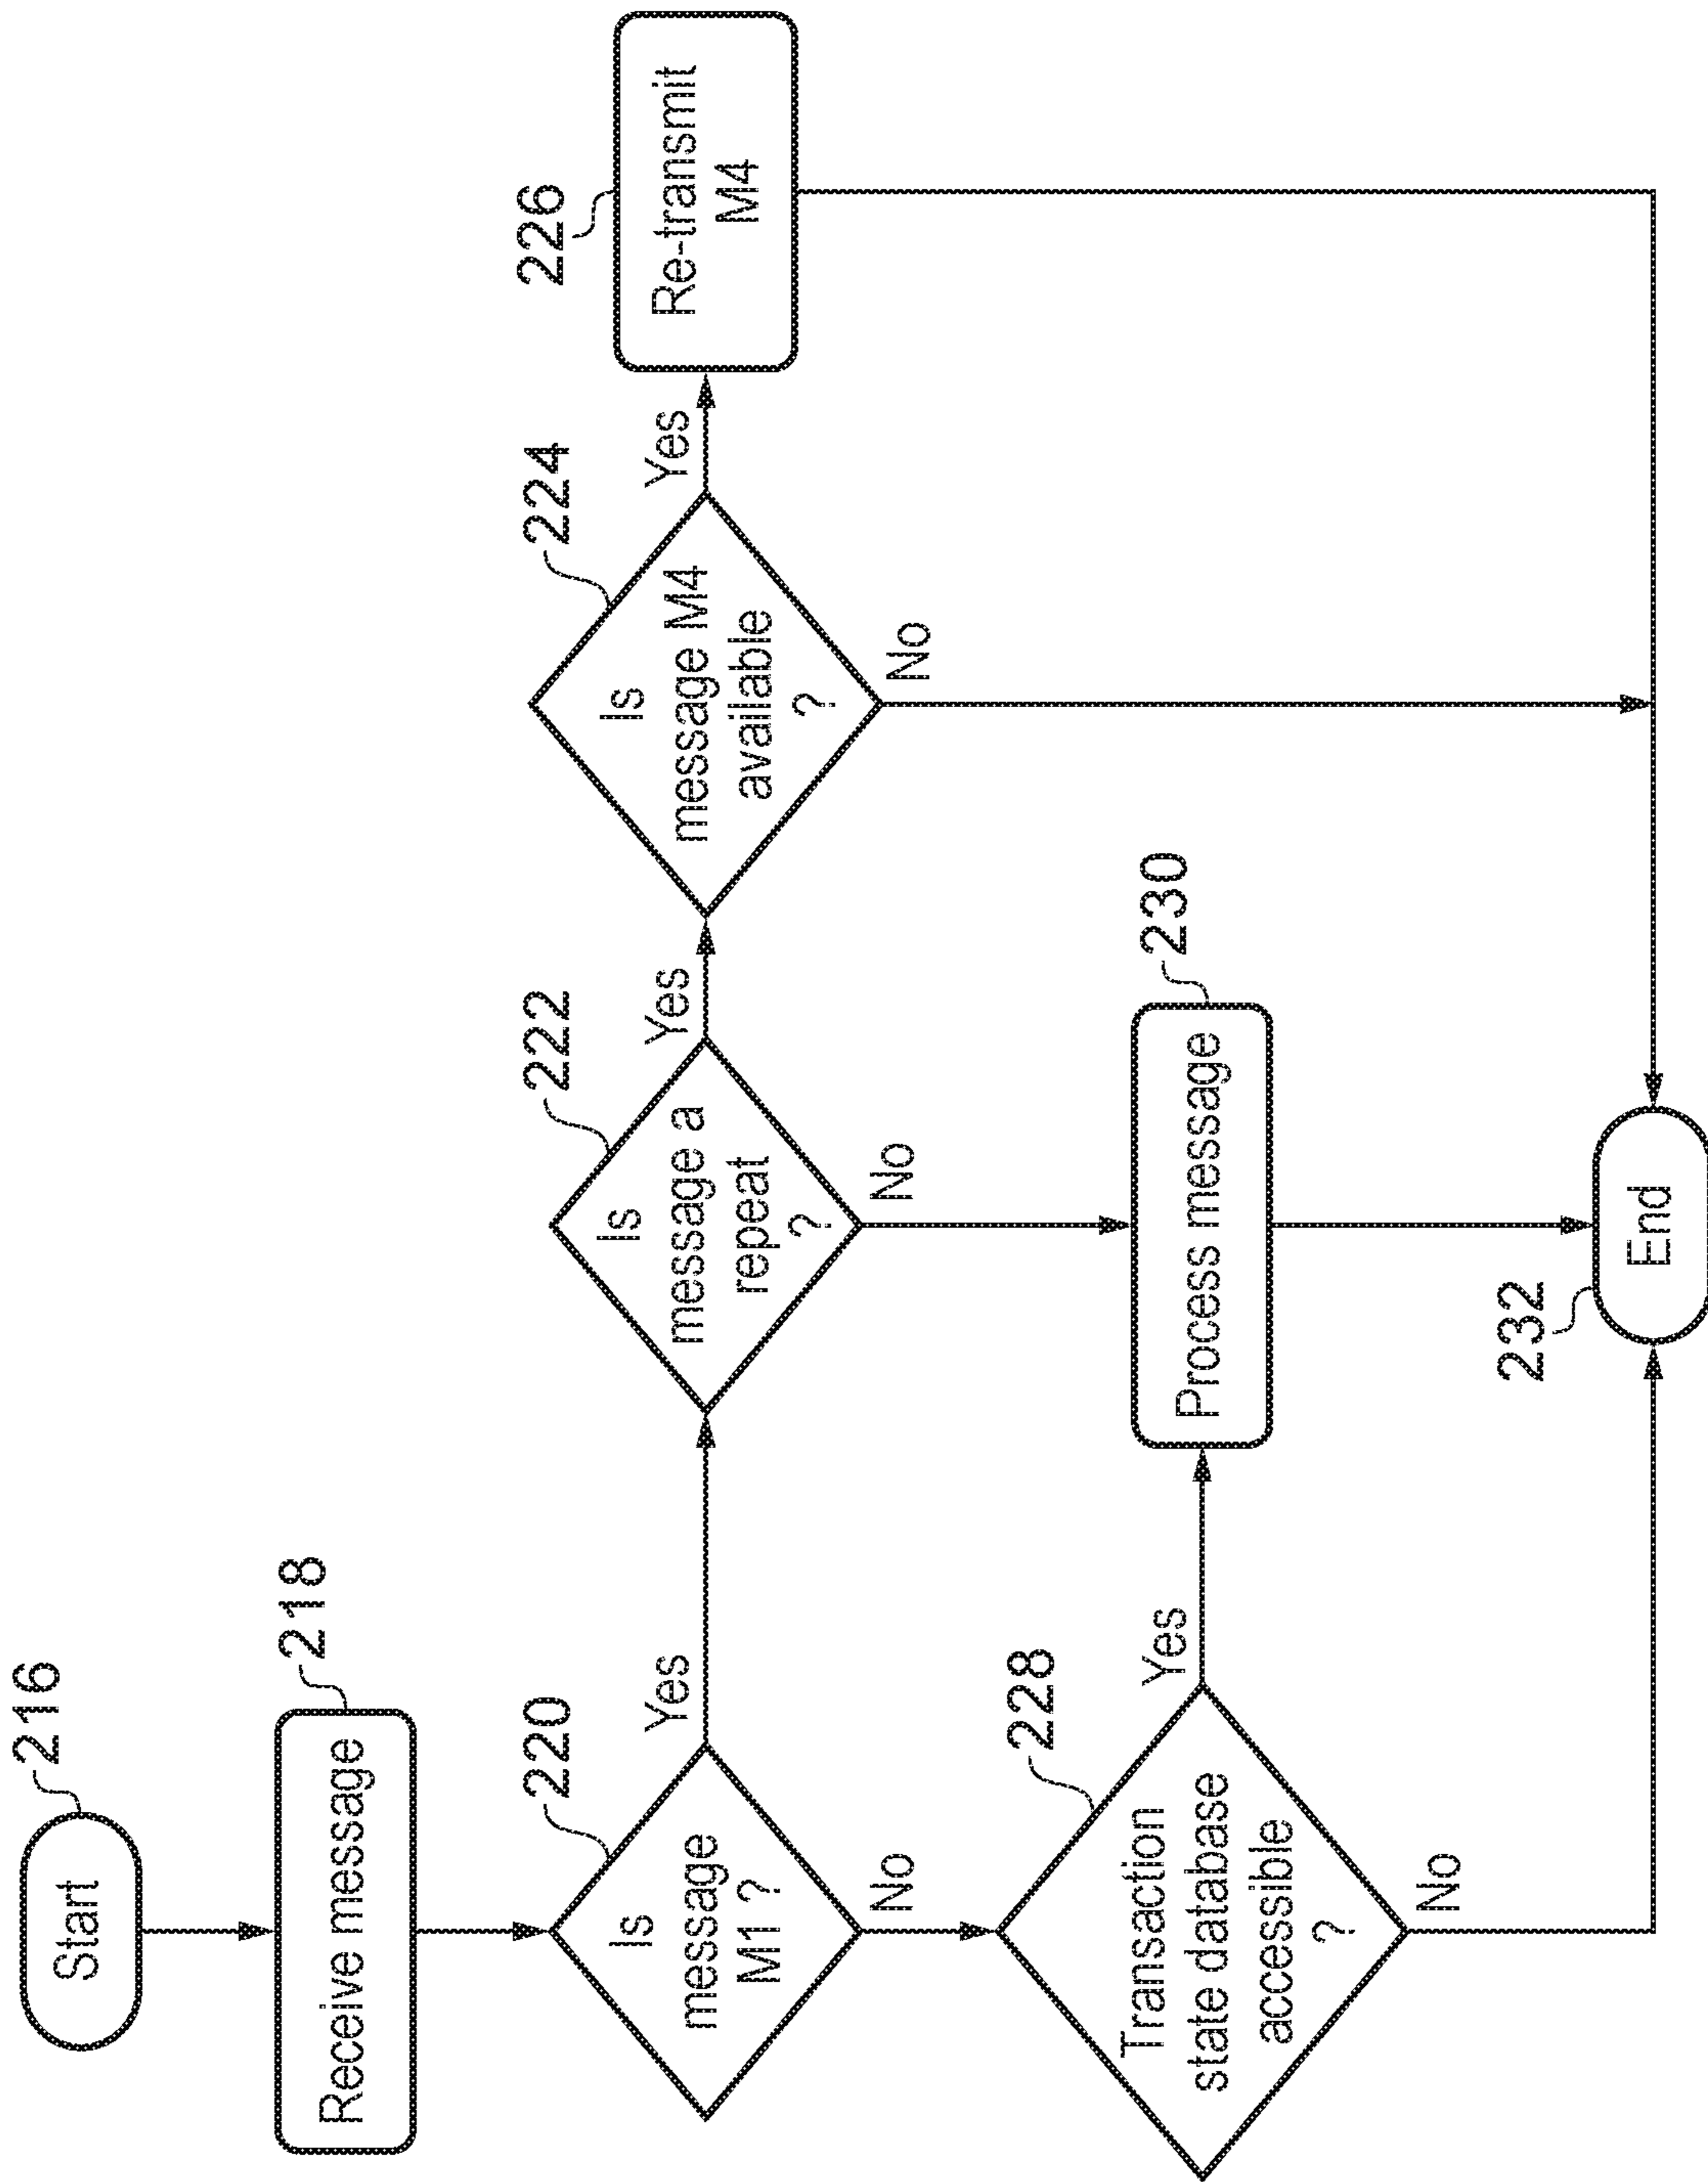 Start
216
Receive message
218
Is
message
M1 ?
220
Yes
No
Is
message a
repeat
?
222
Yes
No
Is
message M4
available
?
224
Yes
No
Re-transmit
M4
226
Transaction
state database
accessible
?
228
Yes
No
Process message
230
End
232